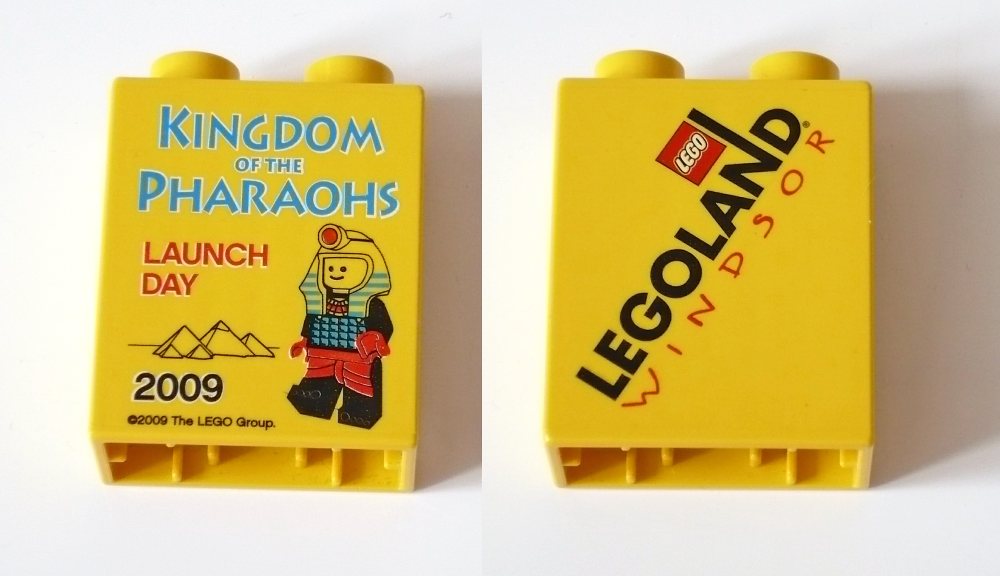 KINGDOM
OF THE
PHARAOHS
LAUNCH
DAY
2009
©2009 The LEGO Group.
LEGO
LEGOLAND®
WINDSOR